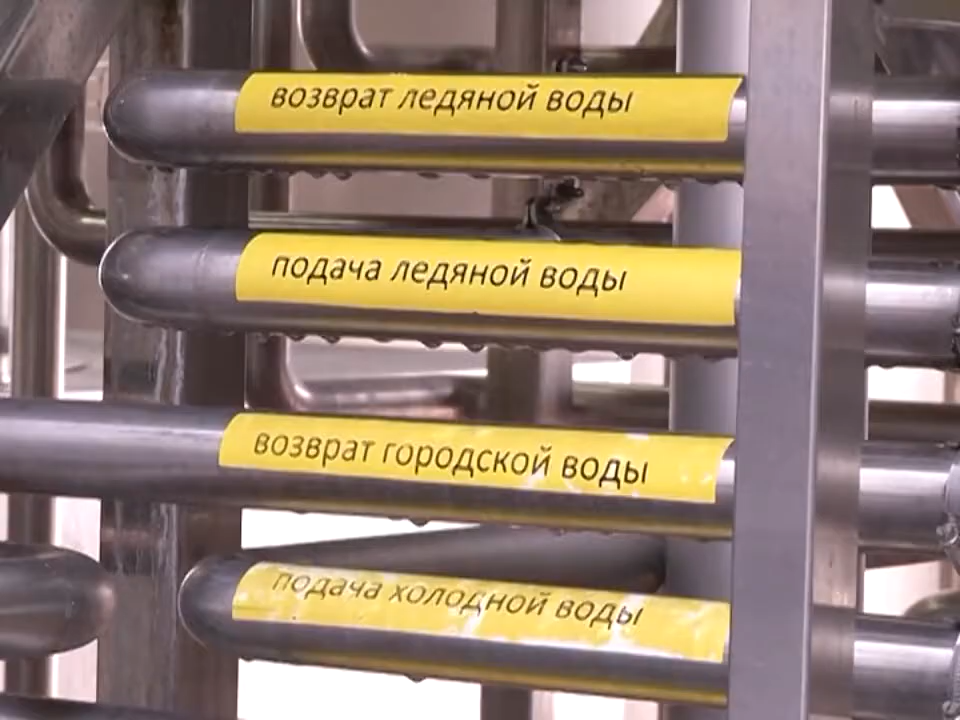 возврат ледяной воды
подача ледяной воды
возврат городской воды
подача холодной воды